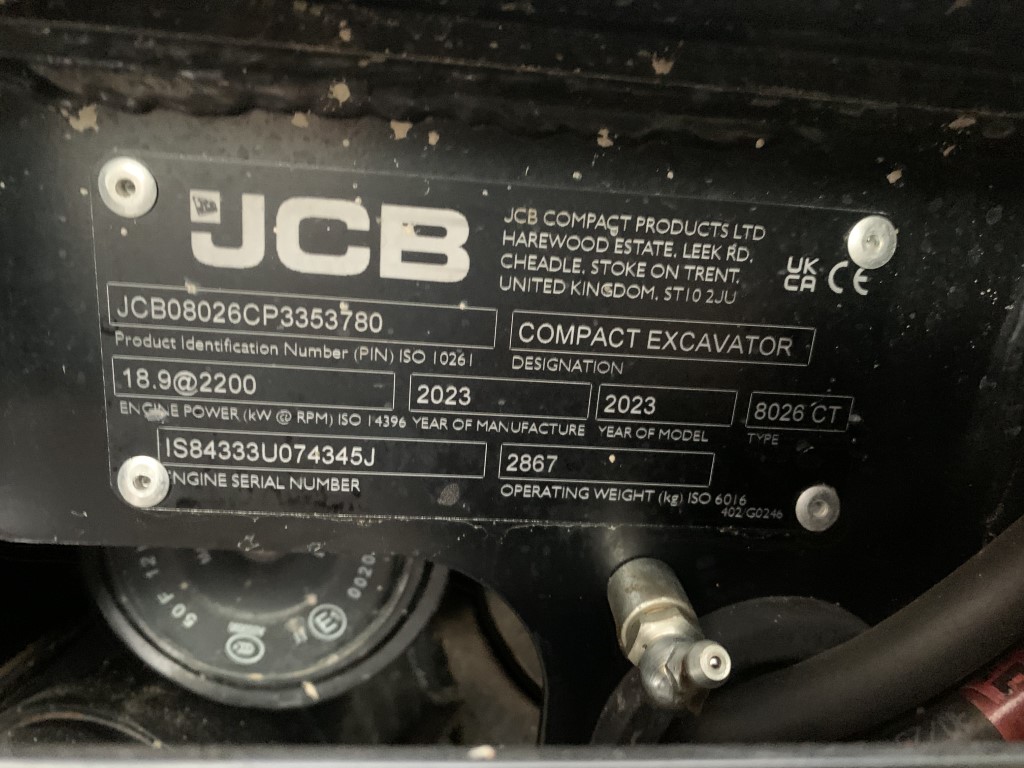 JCB
JCB COMPACT PRODUCTS LTD
HAREWOOD ESTATE, LEEK RD,
CHEADLE, STOKE ON TRENT,
UNITED KINGDOM, ST10 2JU
UK
CA CE
JCB08026CP3353780
Product Identification Number (PIN) ISO 10261
COMPACT EXCAVATOR
DESIGNATION
18.9@2200
ENGINE POWER (kW @ RPM) ISO 14396
2023
YEAR OF MANUFACTURE
2023
YEAR OF MODEL
8026 CT
TYPE
IS84333U074345J
ENGINE SERIAL NUMBER
2867
OPERATING WEIGHT (kg) ISO 6016
402/G0246
50 F 12
0020